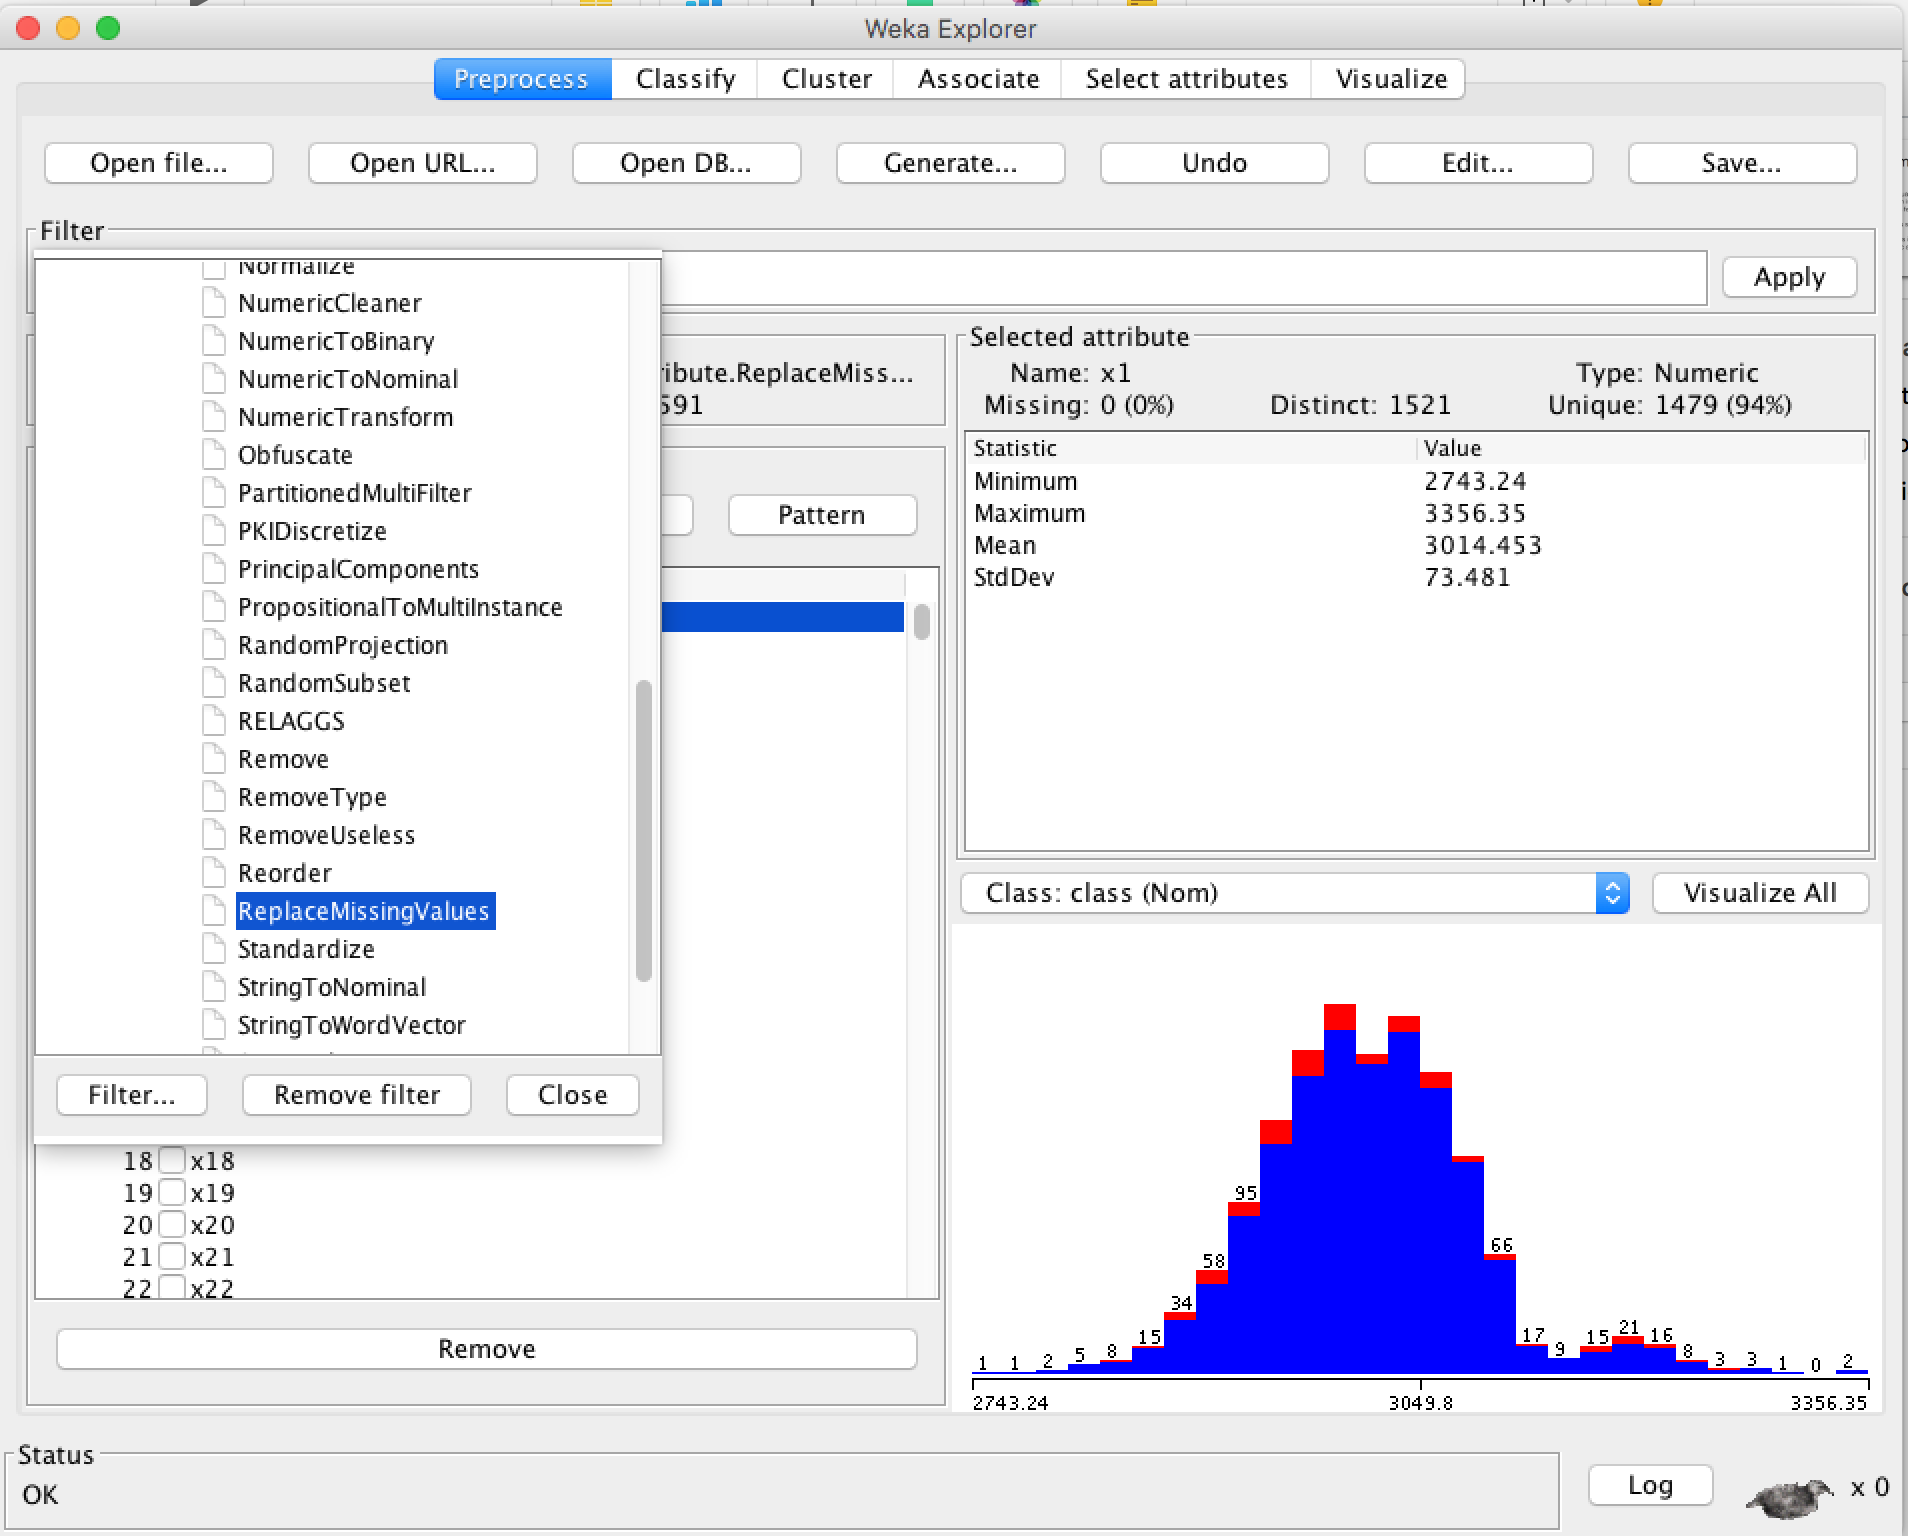 Weka Explorer
Preprocess Classify Cluster Associate Select attributes Visualize
Open file... Open URL... Open DB... Generate... Undo Edit... Save...
Filter
Apply
Normalize
NumericCleaner
NumericToBinary
NumericToNominal
NumericTransform
Obfuscate
PartitionedMultiFilter
PKIDiscretize
PrincipalComponents
PropositionalToMultiInstance
RandomProjection
RandomSubset
RELAGGS
Remove
RemoveType
RemoveUseless
Reorder
ReplaceMissingValues
Standardize
StringToNominal
StringToWordVector
Filter... Remove filter Close
ribute.ReplaceMiss...
591
Pattern
18 x18
19 x19
20 x20
21 x21
22 x22
Remove
Selected attribute
Name: x1 Type: Numeric
Missing: 0 (0%) Distinct: 1521 Unique: 1479 (94%)
Statistic Value
Minimum 2743.24
Maximum 3356.35
Mean 3014.453
StdDev 73.481
Class: class (Nom) Visualize All
1 1 2 5 8 15 34 58 95 66 17 9 15 21 16 8 3 3 1 0 2
2743.24 3049.8 3356.35
Status
OK
Log x 0